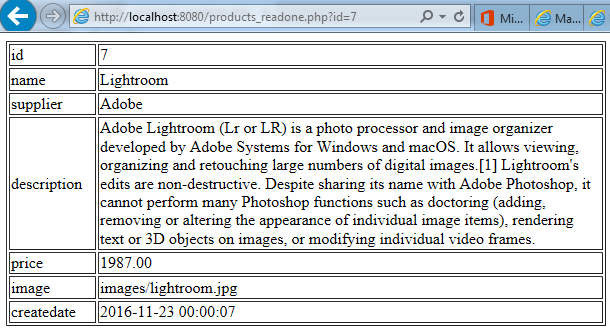 http://localhost:8080/products_readone.php?id=7 Mi... Ma...
id 7
name Lightroom
supplier Adobe
description Adobe Lightroom (Lr or LR) is a photo processor and image organizer
developed by Adobe Systems for Windows and macOS. It allows viewing,
organizing and retouching large numbers of digital images.[1] Lightroom's
edits are non-destructive. Despite sharing its name with Adobe Photoshop, it
cannot perform many Photoshop functions such as doctoring (adding,
removing or altering the appearance of individual image items), rendering
text or 3D objects on images, or modifying individual video frames.
price 1987.00
image images/lightroom.jpg
createdate 2016-11-23 00:00:07